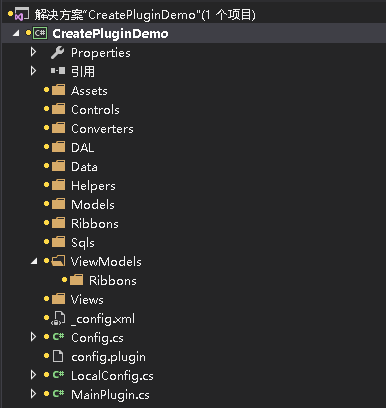 解决方案"CreatePluginDemo"(1 个项目)
C# CreatePluginDemo
Properties
引用
Assets
Controls
Converters
DAL
Data
Helpers
Models
Ribbons
Sqls
ViewModels
Ribbons
Views
_config.xml
C# Config.cs
config.plugin
C# LocalConfig.cs
C# MainPlugin.cs